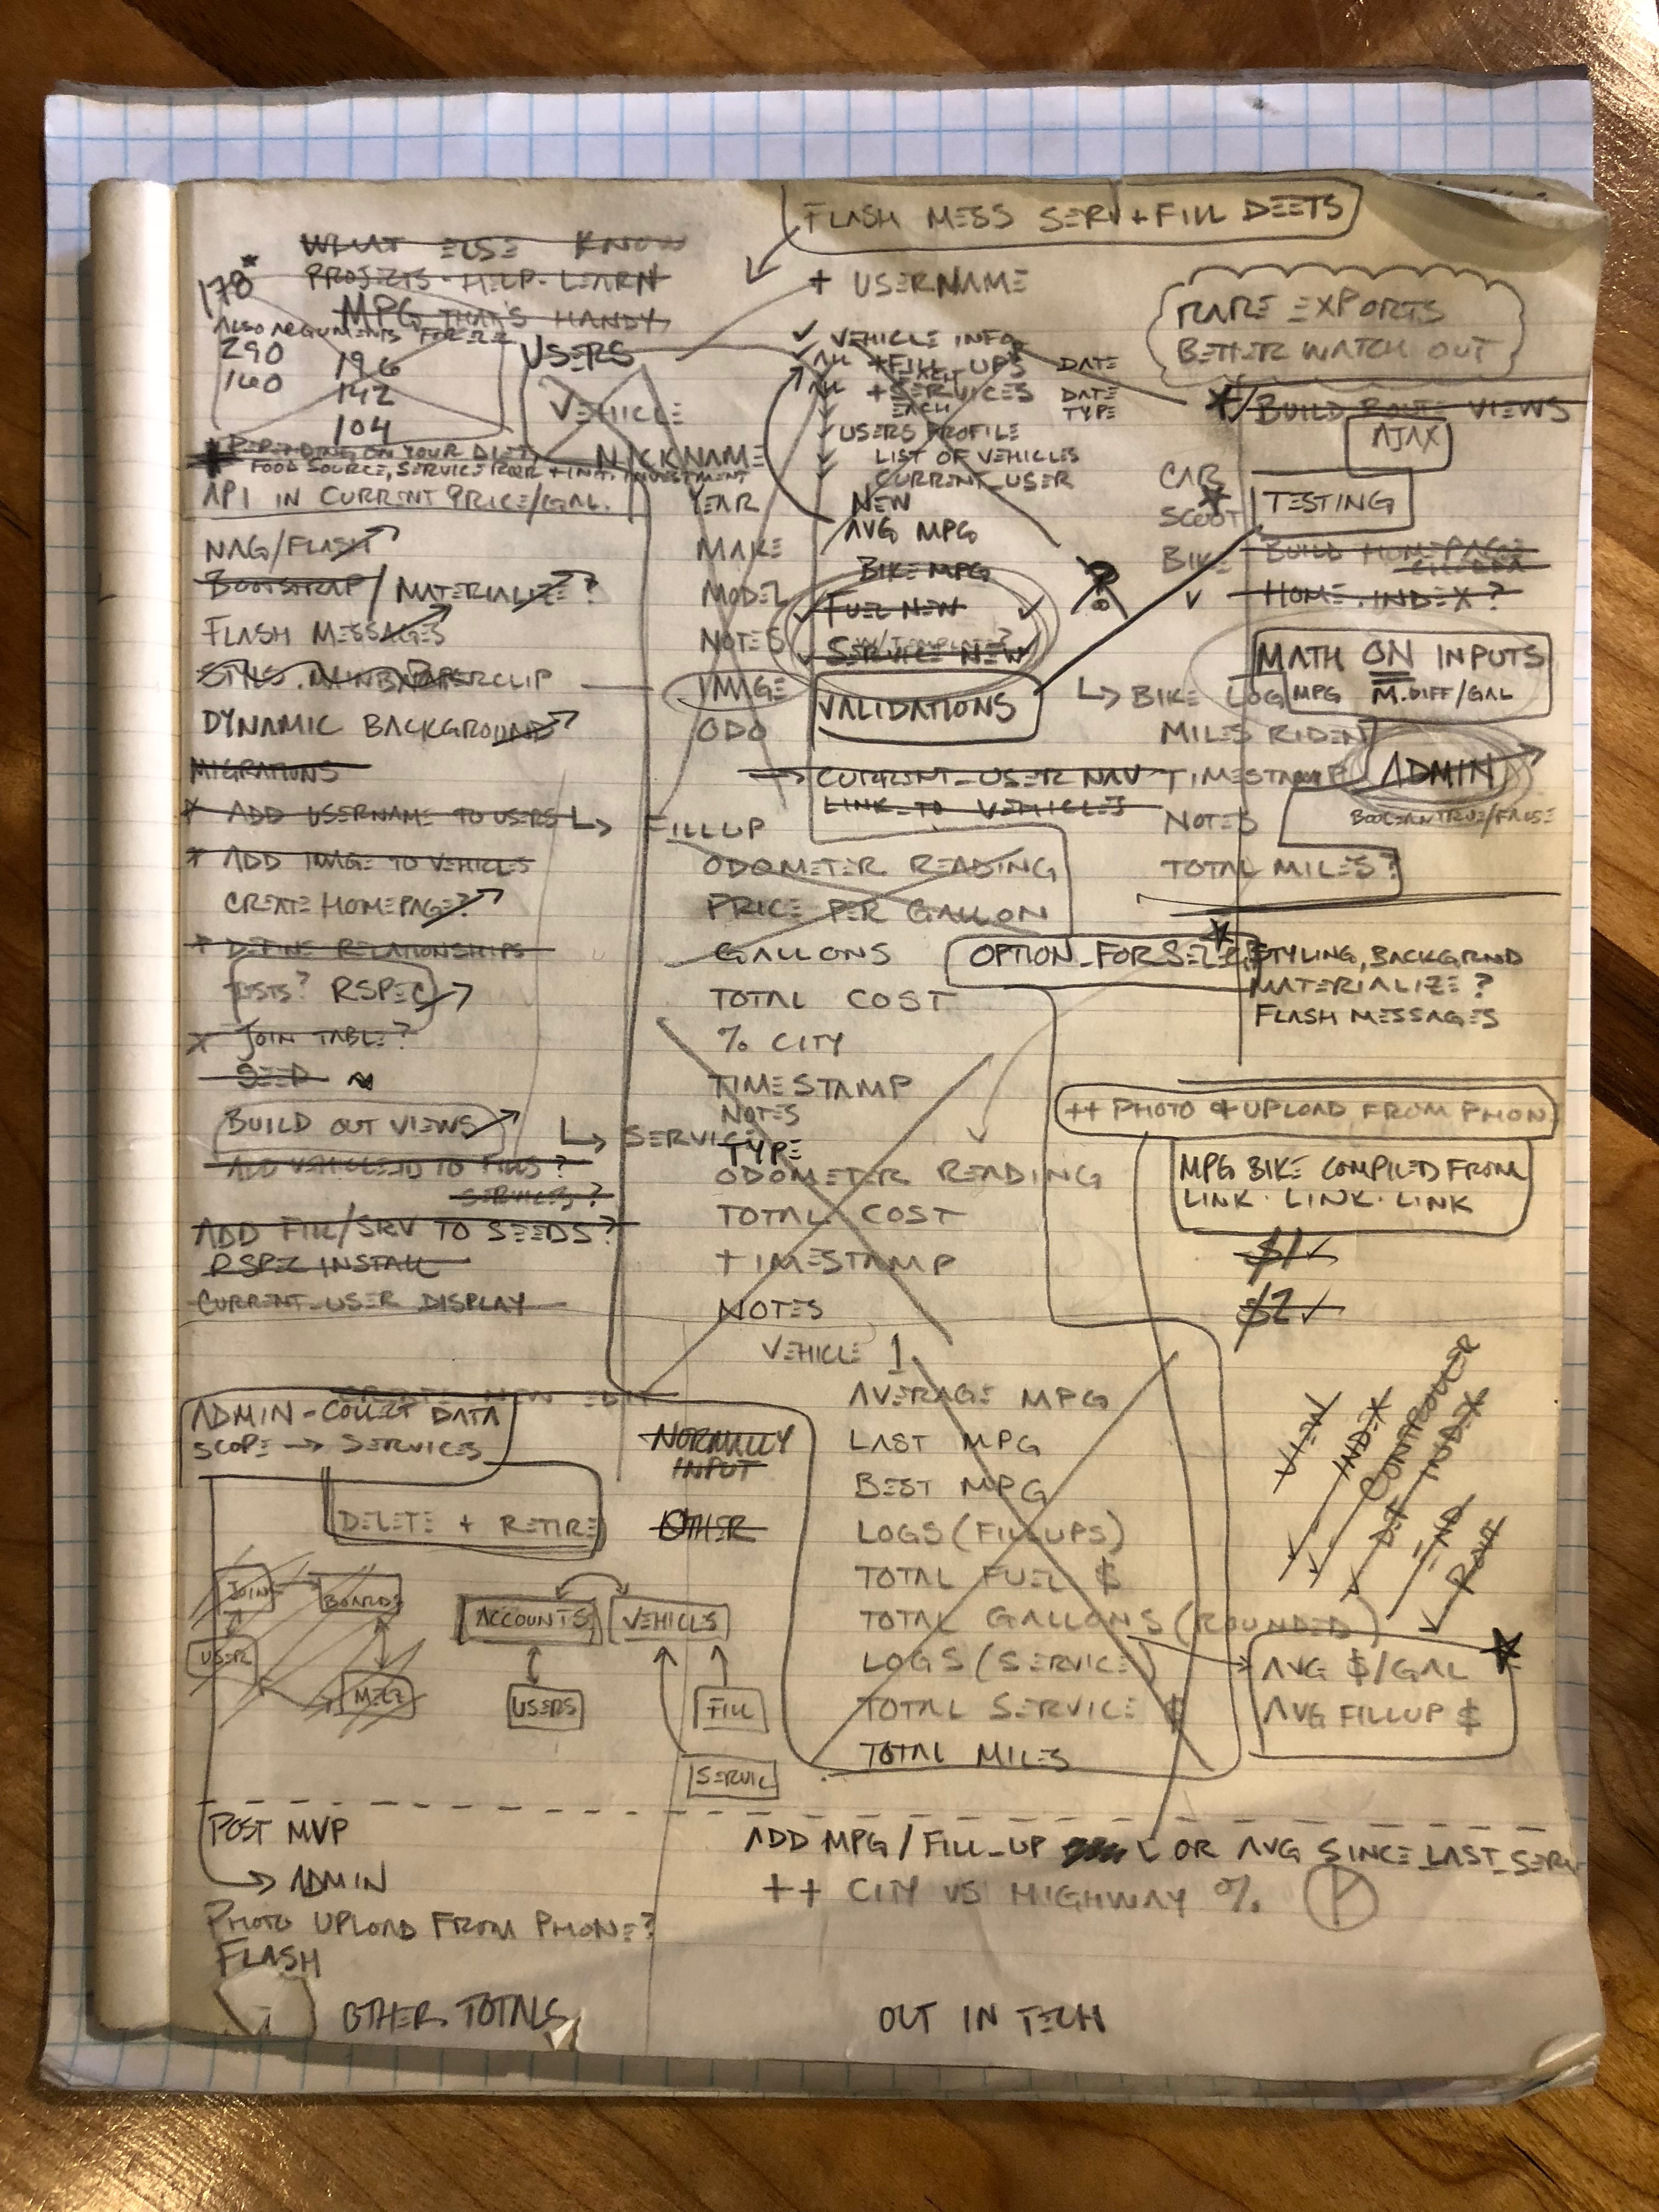 FLASH MESS SERV + FILL DEETS
WHAT ELSE KNOW
PROJECTS - HELP - LEARN
MPG THAT'S HANDY
178*
ALSO ARGUMENTS FOR
290 196
160 142
104
* DEPENDING ON YOUR DIET,
FOOD SOURCE, SERVICE RQR + INIT. INVESTMENT
API IN CURRENT PRICE/GAL.
NAG/FLASH
BOOTSTRAP / MATERIALIZE?
FLASH MESSAGES
PAPERCLIP
DYNAMIC BACKGROUND
MIGRATIONS
* ADD USERNAME TO USERS
* ADD IMAGE TO VEHICLES
CREATE HOMEPAGE?
* DEFINE RELATIONSHIPS
TESTS? RSPEC
X JOIN TABLE?
SEED
BUILD OUT VIEWS
ADD VEHICLE ID TO FILLS?
SERVICES?
ADD FILL/SRV TO SEEDS?
RSPEC INSTALL
CURRENT_USER DISPLAY
USERS
VEHICLE
NICKNAME
YEAR
MAKE
MODEL
NOTES
IMAGE
ODO
FILLUP
ODOMETER READING
PRICE PER GALLON
GALLONS
TOTAL COST
% CITY
TIMESTAMP
NOTES
SERVICE
TYPE
ODOMETER READING
TOTAL COST
TIMESTAMP
NOTES
+ USERNAME
✓ VEHICLE INFO
✓ ALL + FILL UPS DATE
EACH
ALL + SERVICES DATE
EACH TYPE
✓ USERS PROFILE
✓ LIST OF VEHICLES
✓ CURRENT_USER
NEW
AVG MPG
BIKE MPG
✓ FUEL NEW ✓
W/TEMPLATE?
✓ SERVICE NEW
VALIDATIONS
→ CURRENT_USER NAV
LINK_TO VEHICLES
OPTION_FOR SELECT
RARE EXPORTS
BETTER WATCH OUT
BUILD ROUTE VIEWS
AJAX
CAR
SCOOT
BIKE
TESTING
BUILD HOMEPAGE
HOME.INDEX?
MATH ON INPUTS
MPG M.DIFF/GAL
BIKE LOG
MILES RIDEN
TIMESTAMP
NOTES
TOTAL MILES?
ADMIN
BOOLEAN TRUE/FALSE
STYLING, BACKGRND
MATERIALIZE?
FLASH MESSAGES
++ PHOTO UPLOAD FROM PHON
MPG BIKE COMPILED FROM
LINK · LINK · LINK
$1 ✓
$2 ✓
VIEW
INDEX
CONTROLLER
DEF INDEX
END
ROUT
CREATE NEW EDIT
ADMIN - COLLECT DATA
SCOPE → SERVICES
DELETE + RETIRE
NORMALLY
INPUT
OTHER
JOIN
BOARDS
USER
ACCOUNTS
VEHICLES
USERS
FILL
SERVIC
VEHICLE 1
AVERAGE MPG
LAST MPG
BEST MPG
LOGS (FILLUPS)
TOTAL FUEL $
TOTAL GALLONS (ROUNDED)
LOGS (SERVICE)
TOTAL SERVICE $
TOTAL MILES
AVG $/GAL
AVG FILLUP $
POST MVP
→ ADMIN
PHOTO UPLOAD FROM PHONE?
FLASH
OTHER TOTALS
ADD MPG / FILL_UP OR AVG SINCE_LAST_SERV
++ CITY VS HIGHWAY %
OUT IN TECH